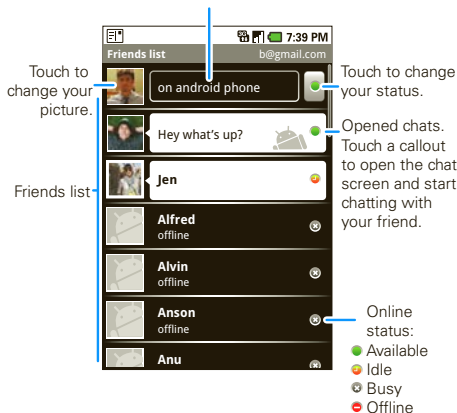 7:39 PM
Friends list
b@gmail.com
Touch to
change your
picture.
on android phone
Touch to change
your status.
Hey what's up?
Opened chats.
Touch a callout
to open the chat
screen and start
chatting with
your friend.
Friends list
Jen
Alfred
offline
Alvin
offline
Anson
offline
Anu
Online
status:
Available
Idle
Busy
Offline